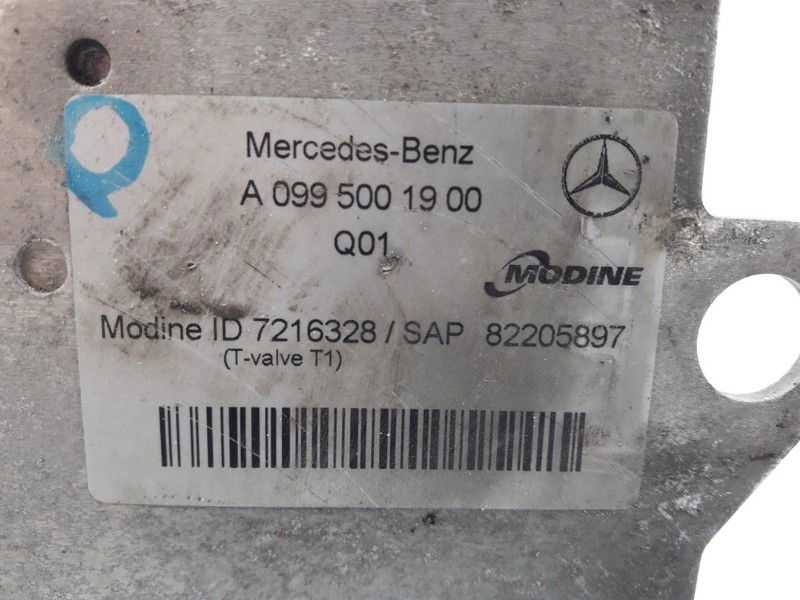 Mercedes-Benz
A 099 500 19 00
Q01
MODINE
Modine ID 7216328 / SAP 82205897
(T-valve T1)